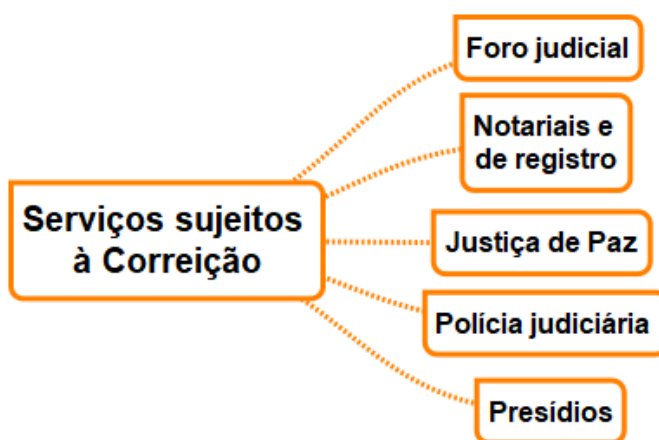 Foro judicial
Notariais e
de registro
Serviços sujeitos
à Correição
Justiça de Paz
Polícia judiciária
Presídios